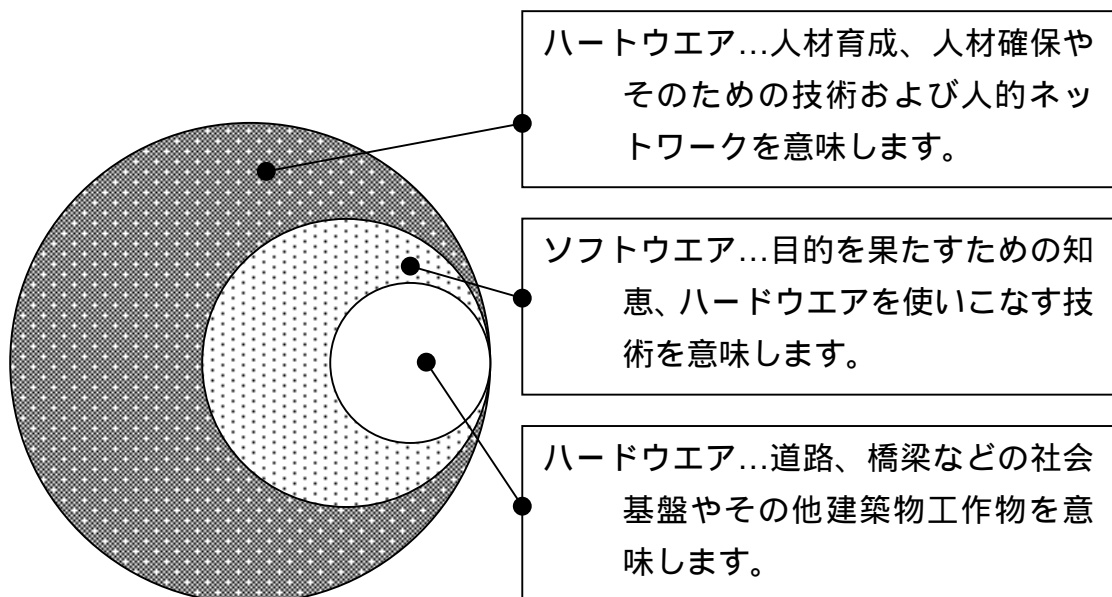 ハートウエア…人材育成、人材確保や
そのための技術および人的ネッ
トワークを意味します。
ソフトウエア…目的を果たすための知
恵、ハードウエアを使いこなす技
術を意味します。
ハードウエア…道路、橋梁などの社会
基盤やその他建築物工作物を意
味します。